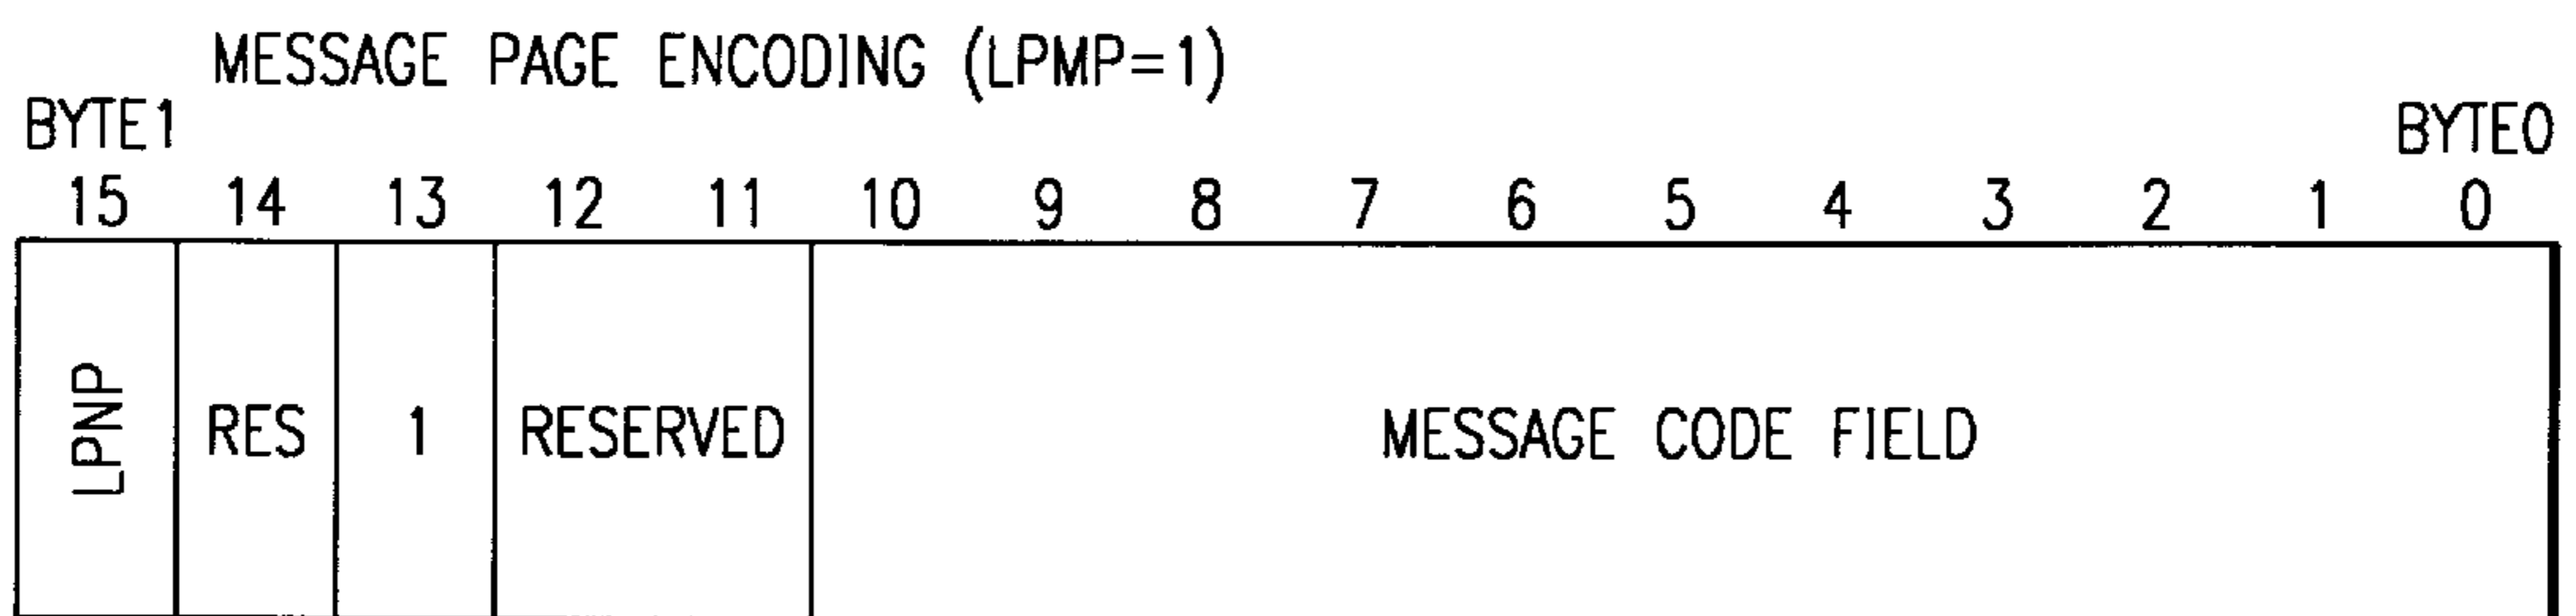 MESSAGE PAGE ENCODING (LPMP=1)
BYTE1 BYTE0
15 14 13 12 11 10 9 8 7 6 5 4 3 2 1 0
LPNP RES 1 RESERVED MESSAGE CODE FIELD